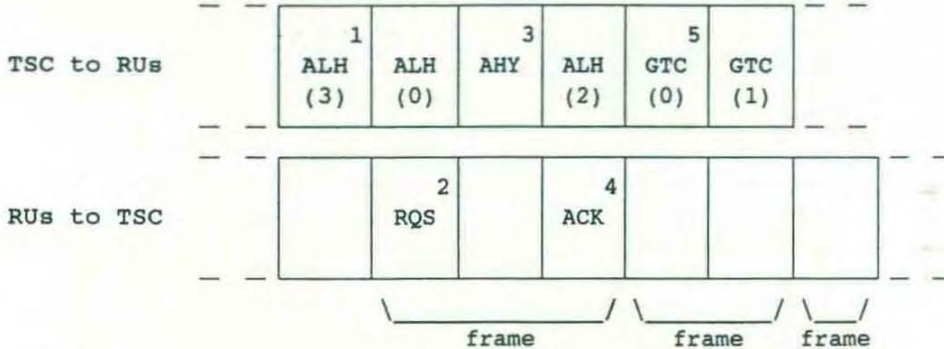 1 3 5
TSC to RUs ALH ALH AHY ALH GTC GTC
(3) (0) (2) (0) (1)
2 4
RUs to TSC RQS ACK
frame frame frame